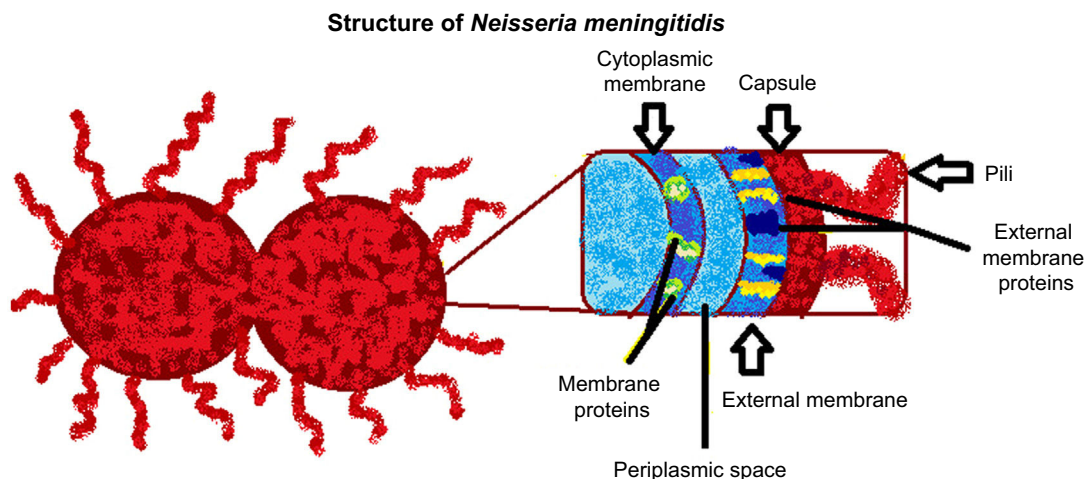 Structure of Neisseria meningitidis
Cytoplasmic
membrane
Capsule
Pili
External
membrane
proteins
Membrane
proteins
External membrane
Periplasmic space